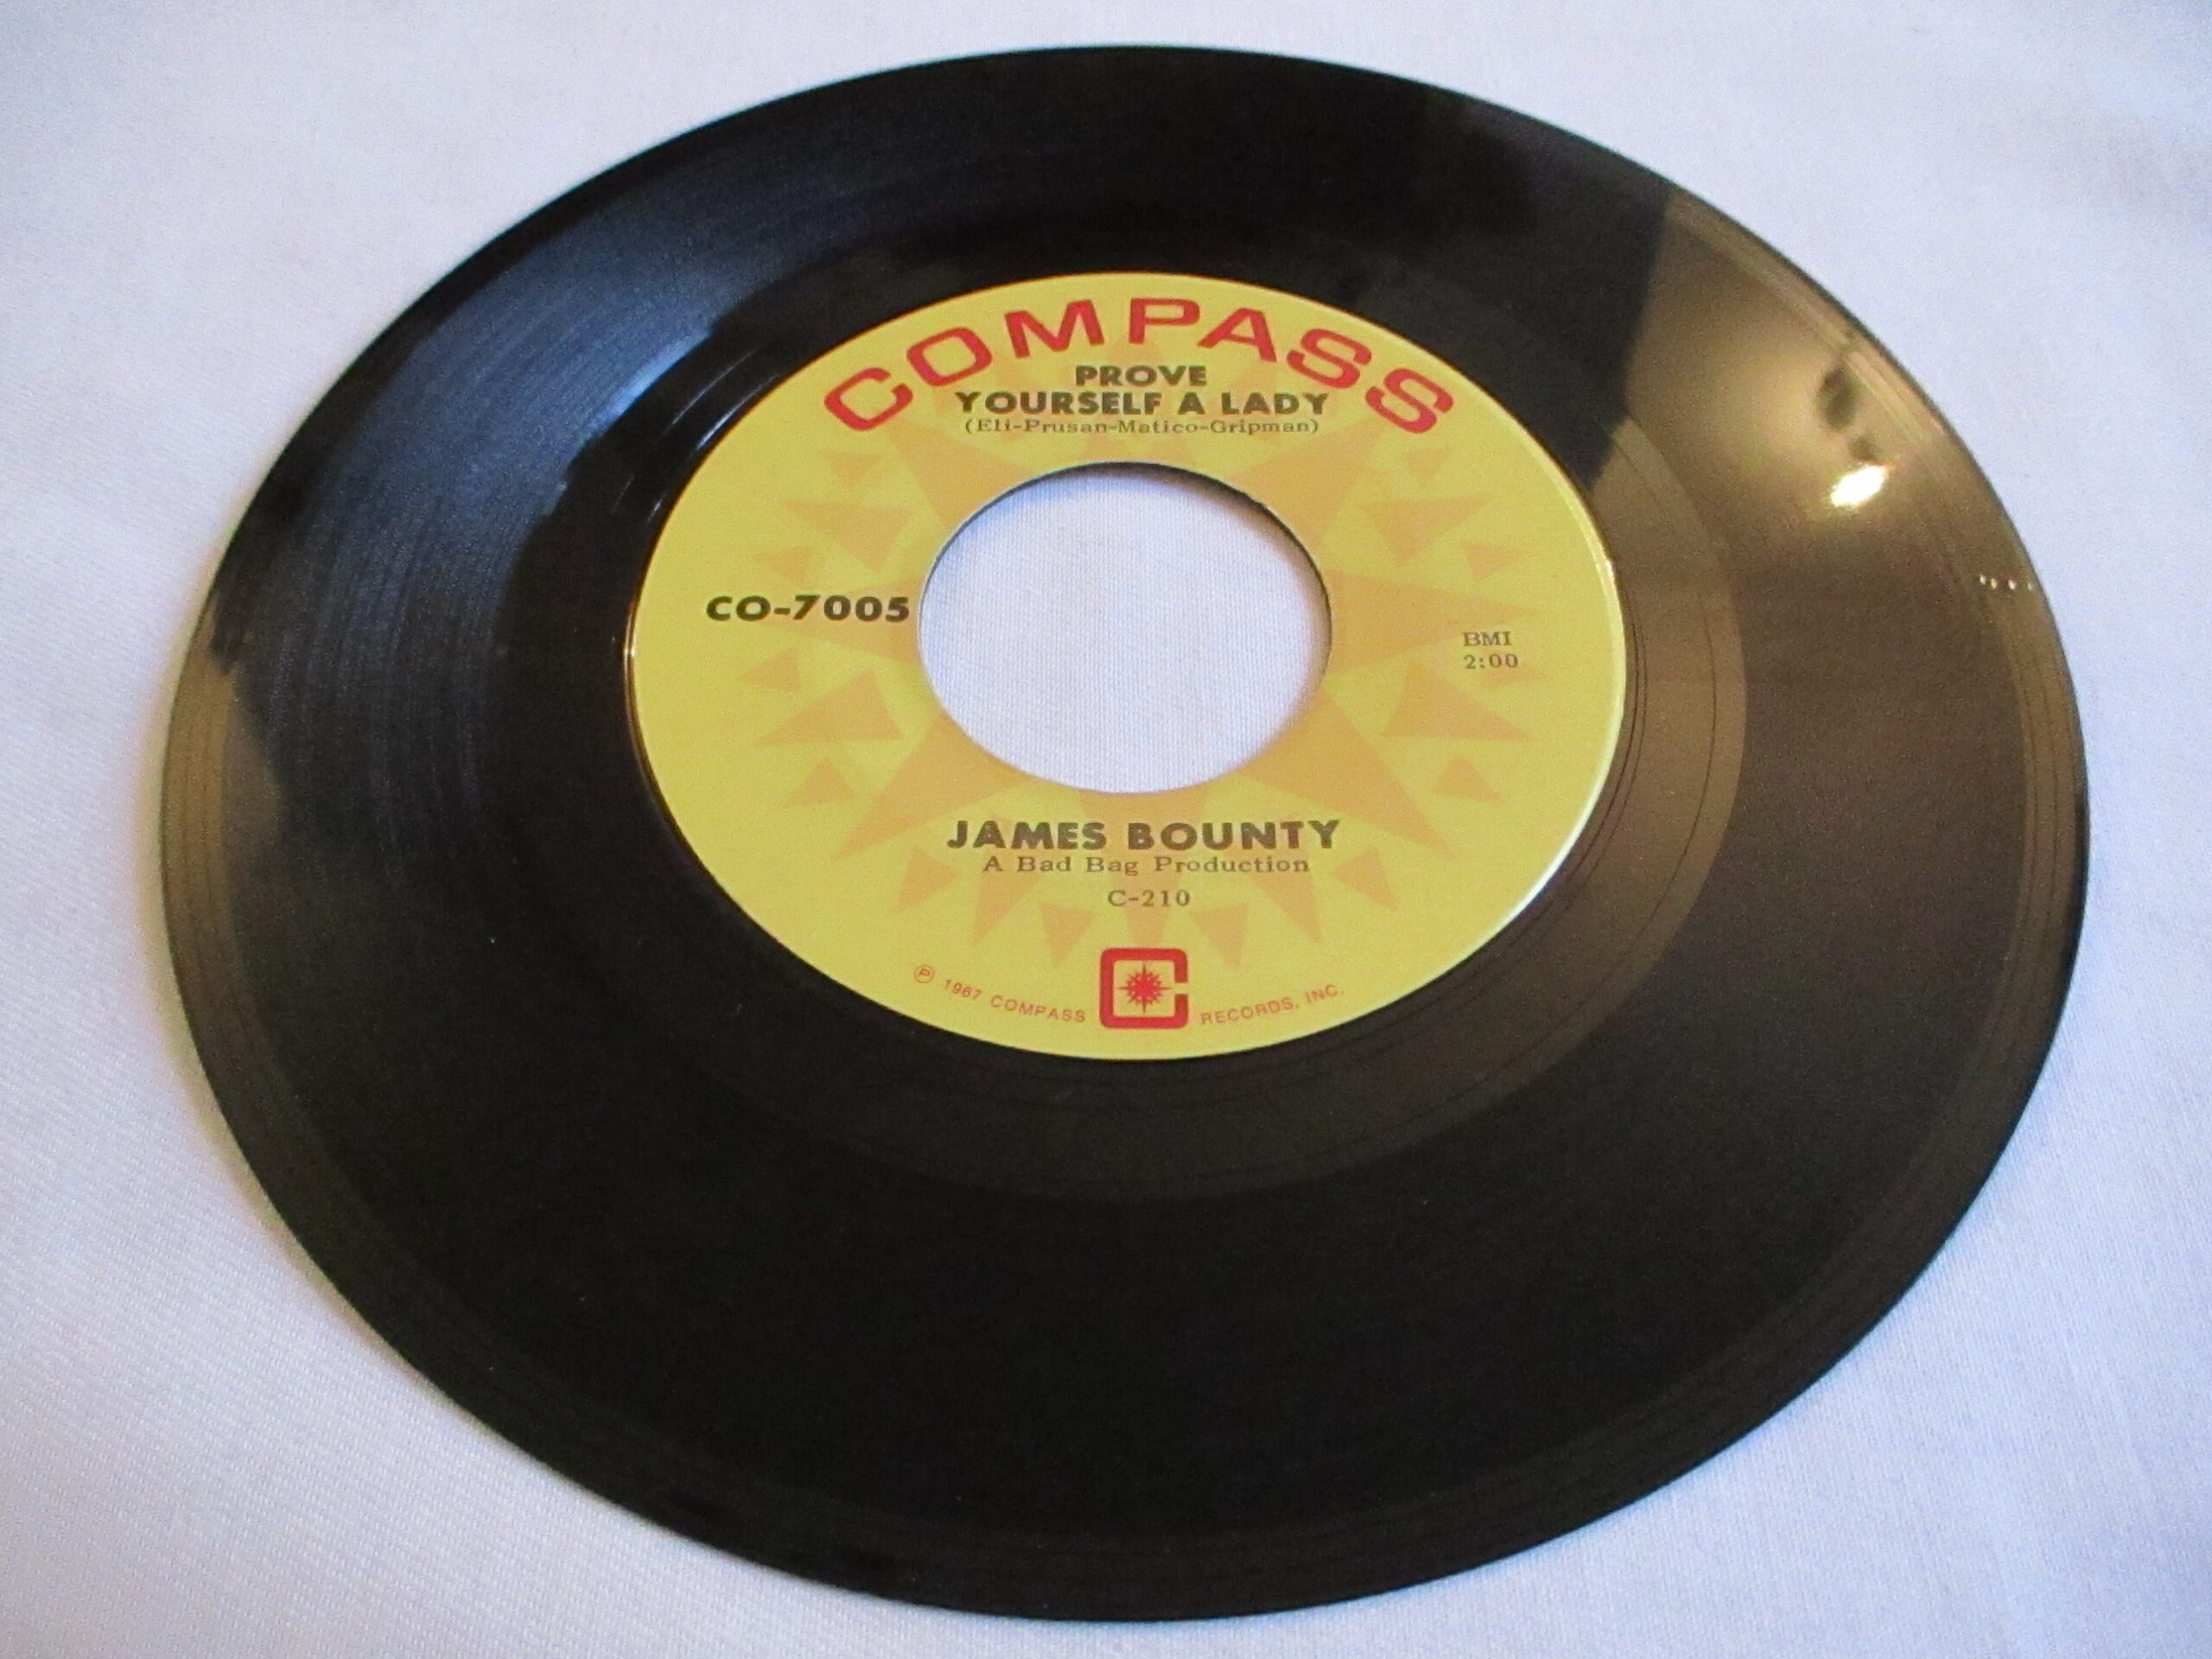 COMPASS
PROVE
YOURSELF A LADY
(Eli-Prusan-Matico-Gripman)
CO-7005
BMI
2:00
JAMES BOUNTY
A Bad Bag Production
C-210
℗ 1967 COMPASS RECORDS, INC.